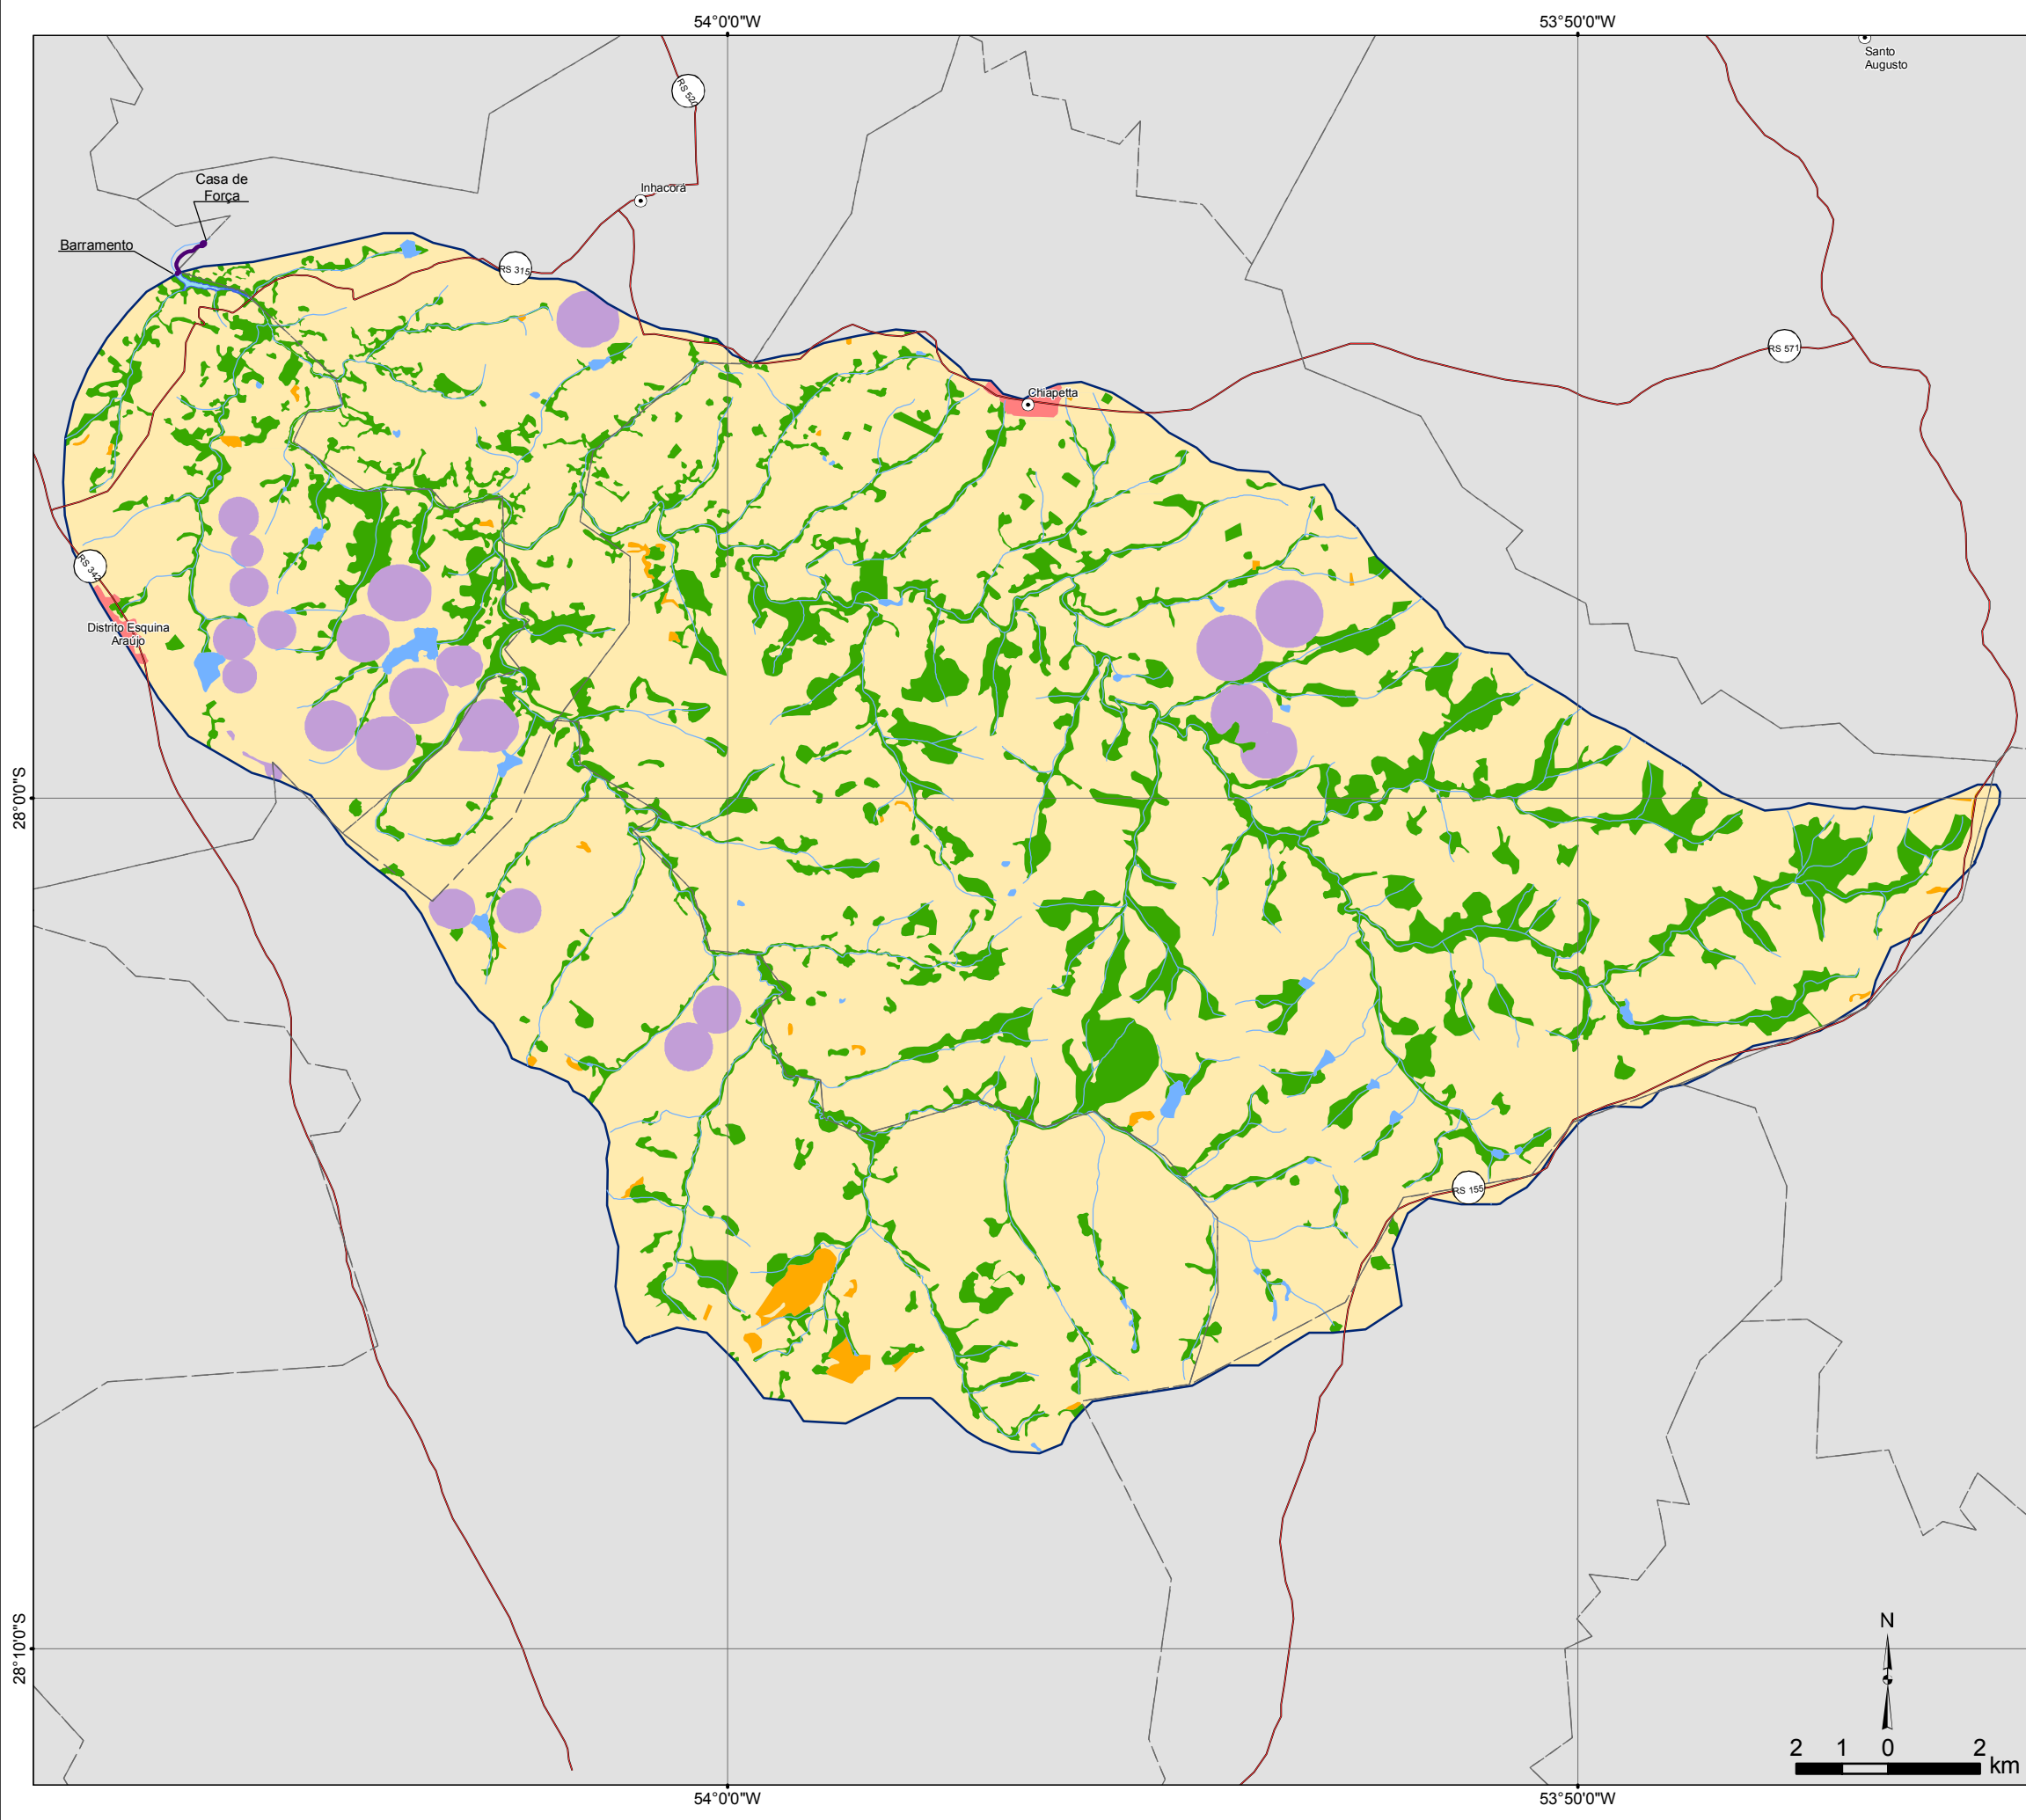 54°0'0"W
53°50'0"W
Santo
Augusto
RS 520
Casa de
Força
Inhacorá
Barramento
RS 315
RS 571
Chiapetta
RS 342
Distrito Esquina
Araújo
28°0'0"S
RS 155
28°10'0"S
N
2 1 0 2
km
54°0'0"W
53°50'0"W